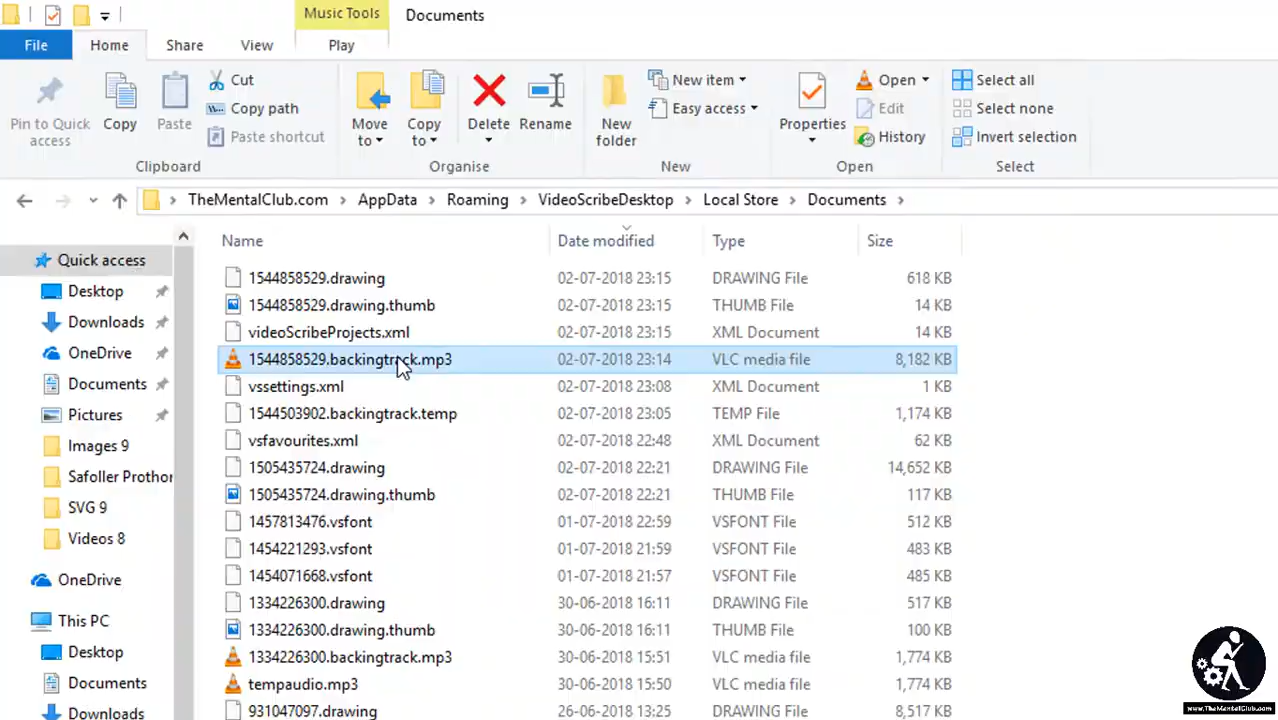 Music Tools
Documents
File
Home
Share
View
Play
Pin to Quick access
Copy
Paste
Cut
Copy path
Paste shortcut
Clipboard
Move to
Copy to
Delete
Rename
Organise
New folder
New item
Easy access
New
Properties
Open
Edit
History
Open
Select all
Select none
Invert selection
Select
TheMentalClub.com > AppData > Roaming > VideoScribeDesktop > Local Store > Documents >
Name Date modified Type Size
Quick access
Desktop
Downloads
OneDrive
Documents
Pictures
Images 9
Safoller Prothor
SVG 9
Videos 8
OneDrive
This PC
Desktop
Documents
Downloads
1544858529.drawing 02-07-2018 23:15 DRAWING File 618 KB
1544858529.drawing.thumb 02-07-2018 23:15 THUMB File 14 KB
videoScribeProjects.xml 02-07-2018 23:15 XML Document 14 KB
1544858529.backingtrack.mp3 02-07-2018 23:14 VLC media file 8,182 KB
vssettings.xml 02-07-2018 23:08 XML Document 1 KB
1544503902.backingtrack.temp 02-07-2018 23:05 TEMP File 1,174 KB
vsfavourites.xml 02-07-2018 22:48 XML Document 62 KB
1505435724.drawing 02-07-2018 22:21 DRAWING File 14,652 KB
1505435724.drawing.thumb 02-07-2018 22:21 THUMB File 117 KB
1457813476.vsfont 01-07-2018 22:59 VSFONT File 512 KB
1454221293.vsfont 01-07-2018 21:59 VSFONT File 483 KB
1454071668.vsfont 01-07-2018 21:57 VSFONT File 485 KB
1334226300.drawing 30-06-2018 16:11 DRAWING File 517 KB
1334226300.drawing.thumb 30-06-2018 16:11 THUMB File 100 KB
1334226300.backingtrack.mp3 30-06-2018 15:51 VLC media file 1,774 KB
tempaudio.mp3 30-06-2018 15:50 VLC media file 1,774 KB
931047097.drawing 26-06-2018 13:25 DRAWING File 8,517 KB
www.TheMentalClub.com